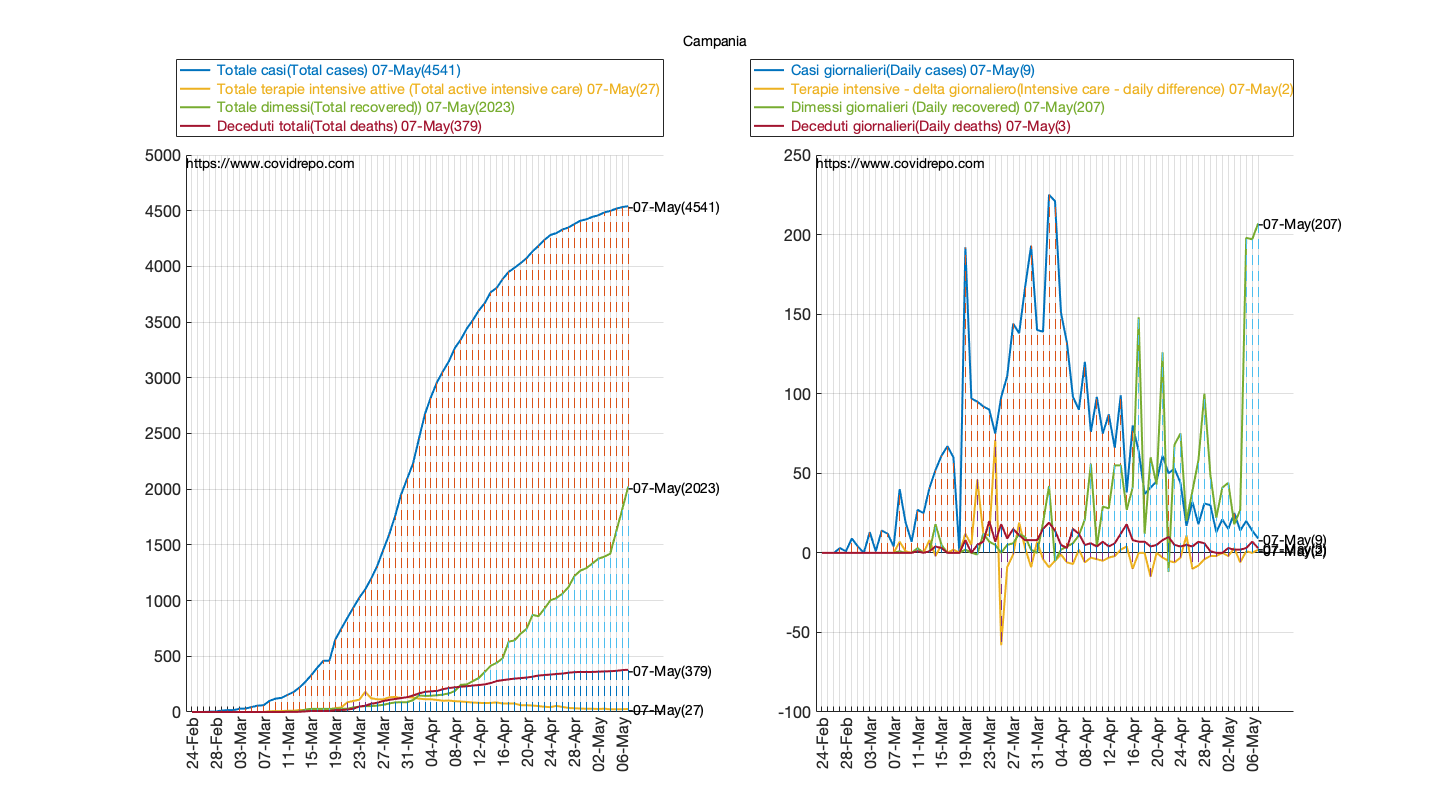 Campania
Totale casi(Total cases) 07-May(4541)
Totale terapie intensive attive (Total active intensive care) 07-May(27)
Totale dimessi(Total recovered)) 07-May(2023)
Deceduti totali(Total deaths) 07-May(379)
Casi giornalieri(Daily cases) 07-May(9)
Terapie intensive - delta giornaliero(Intensive care - daily difference) 07-May(2)
Dimessi giornalieri (Daily recovered) 07-May(207)
Deceduti giornalieri(Daily deaths) 07-May(3)
https://www.covidrepo.com
5000
4500
4000
3500
3000
2500
2000
1500
1000
500
0
07-May(4541)
07-May(2023)
07-May(379)
07-May(27)
24-Feb
28-Feb
03-Mar
07-Mar
11-Mar
15-Mar
19-Mar
23-Mar
27-Mar
31-Mar
04-Apr
08-Apr
12-Apr
16-Apr
20-Apr
24-Apr
28-Apr
02-May
06-May
https://www.covidrepo.com
250
200
150
100
50
0
-50
-100
07-May(207)
07-May(9)
07-May(3)
07-May(2)
24-Feb
28-Feb
03-Mar
07-Mar
11-Mar
15-Mar
19-Mar
23-Mar
27-Mar
31-Mar
04-Apr
08-Apr
12-Apr
16-Apr
20-Apr
24-Apr
28-Apr
02-May
06-May